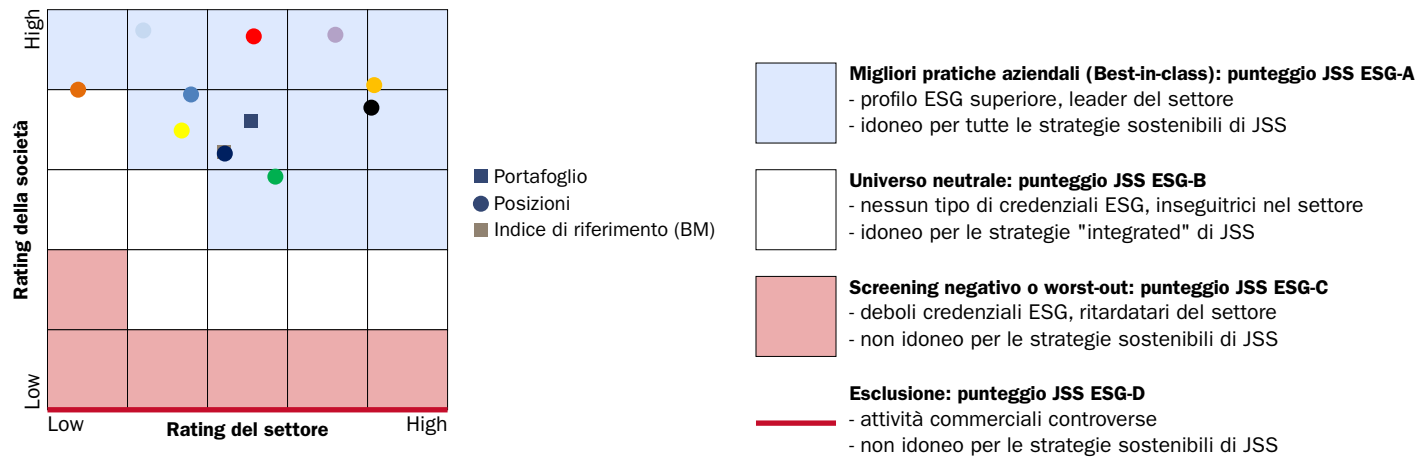 High
Rating della società
Low
Low
Rating del settore
High
Portafoglio
Posizioni
Indice di riferimento (BM)
Migliori pratiche aziendali (Best-in-class): punteggio JSS ESG-A
- profilo ESG superiore, leader del settore
- idoneo per tutte le strategie sostenibili di JSS
Universo neutrale: punteggio JSS ESG-B
- nessun tipo di credenziali ESG, inseguitrici nel settore
- idoneo per le strategie "integrated" di JSS
Screening negativo o worst-out: punteggio JSS ESG-C
- deboli credenziali ESG, ritardatari del settore
- non idoneo per le strategie sostenibili di JSS
Esclusione: punteggio JSS ESG-D
- attività commerciali controverse
- non idoneo per le strategie sostenibili di JSS